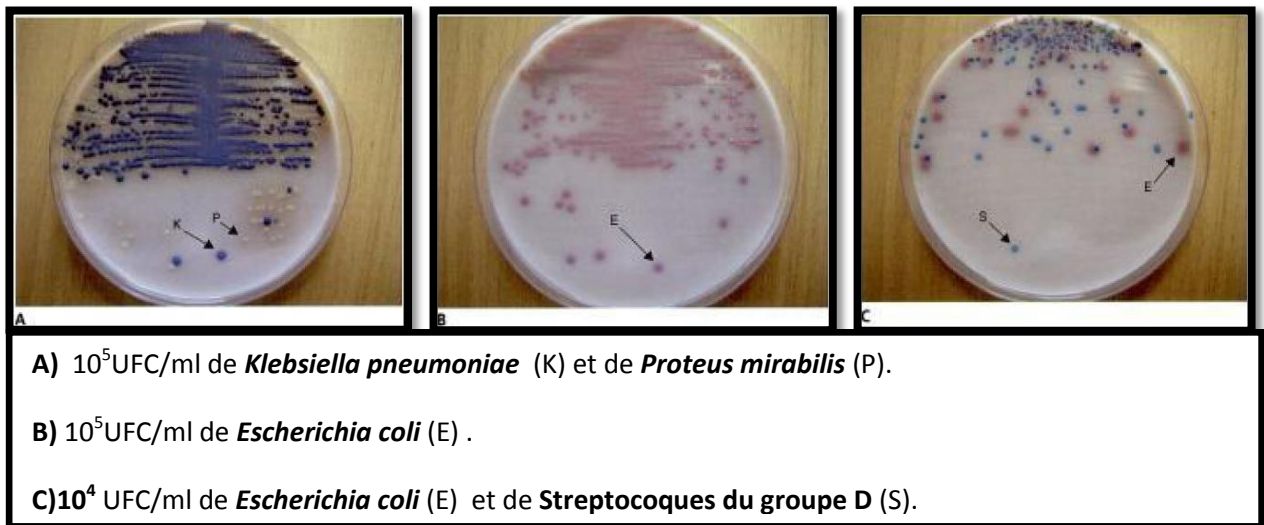 K
P
A
E
B
S
E
C
A) 10⁵UFC/ml de Klebsiella pneumoniae (K) et de Proteus mirabilis (P).
B) 10⁵UFC/ml de Escherichia coli (E) .
C)10⁴ UFC/ml de Escherichia coli (E) et de Streptocoques du groupe D (S).